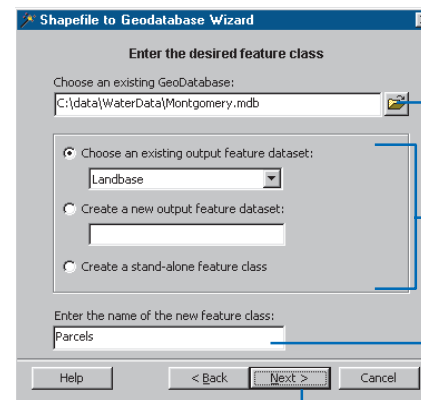 Shapefile to Geodatabase Wizard
Enter the desired feature class
Choose an existing GeoDatabase:
C:\data\WaterData\Montgomery.mdb
Choose an existing output feature dataset:
Landbase
Create a new output feature dataset:
Create a stand-alone feature class
Enter the name of the new feature class:
Parcels
Help < Back Next > Cancel